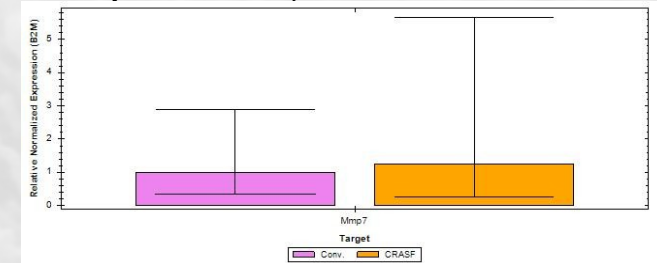 Relative Normalized Expression (B2M)
5
4
3
2
1
0
Mmp7
Target
Conv. CRASF